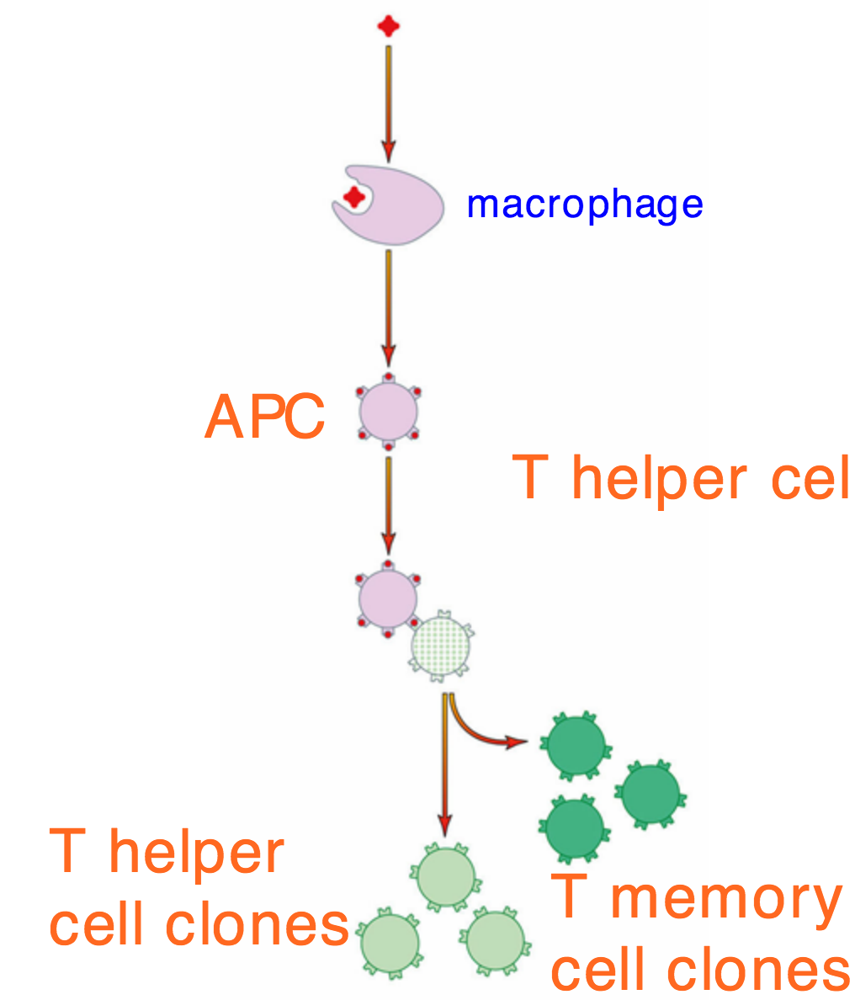 macrophage
APC
T helper cel
T helper
cell clones
T memory
cell clones